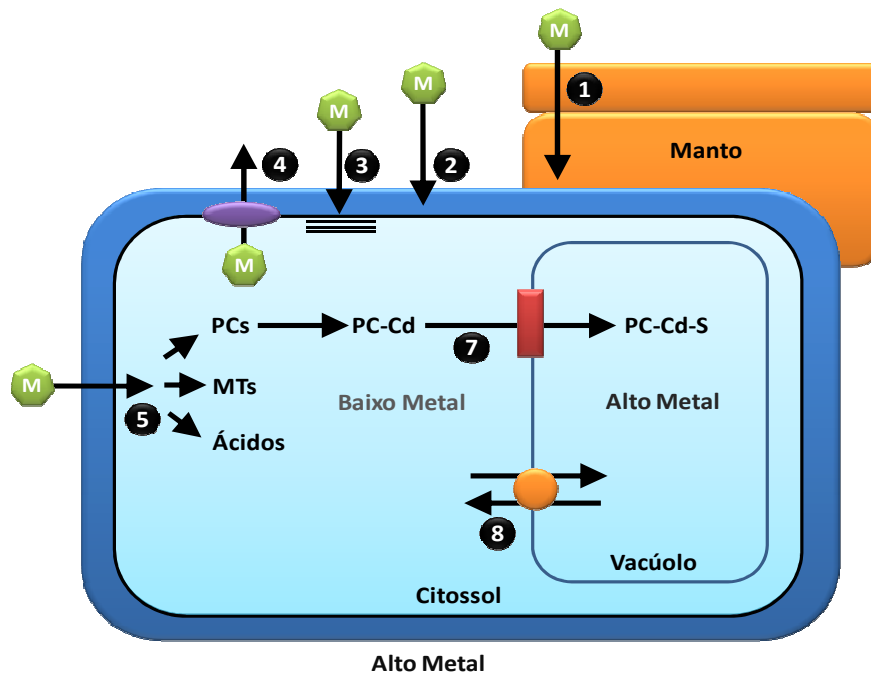 M
1
M
M
2
3
4
Manto
M
PCs
PC-Cd
PC-Cd-S
7
M
MTs
Baixo Metal
Alto Metal
5
Ácidos
8
Vacúolo
Citossol
Alto Metal